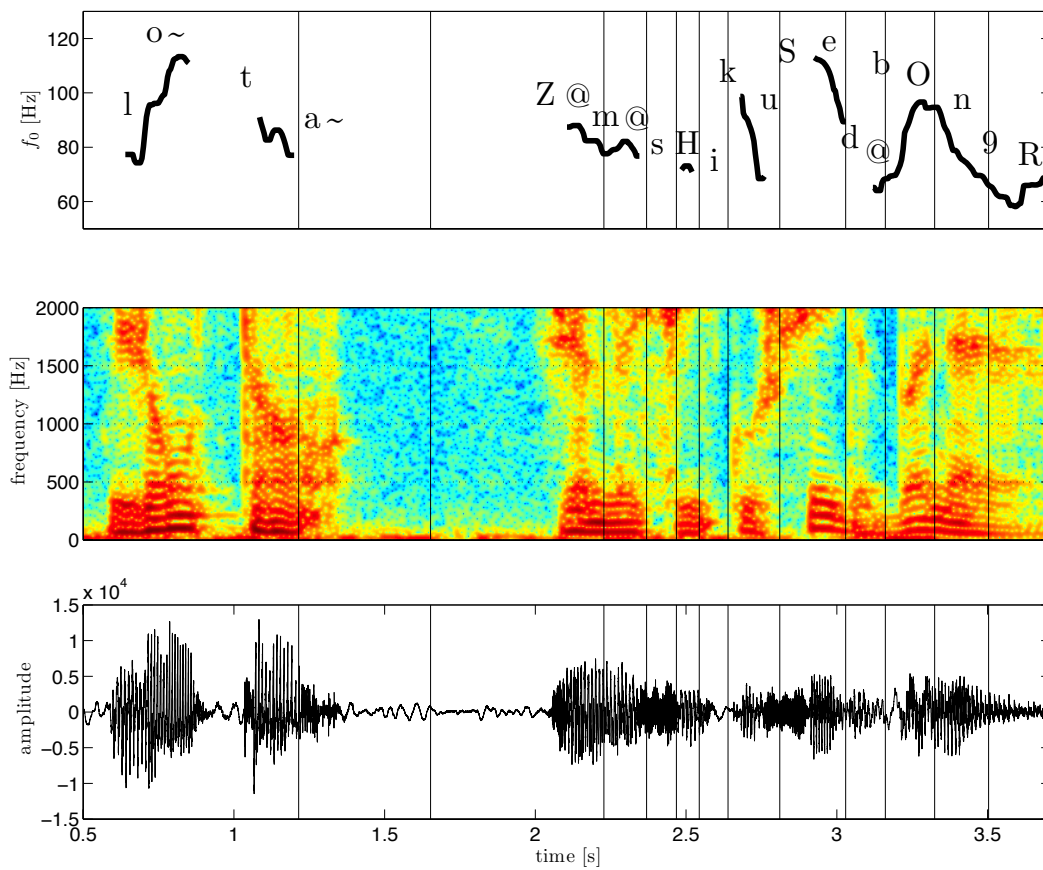 120
100
80
60
f₀ [Hz]
l o~ t a~ Z @ m @ s H i k u S e d @ b O n 9 R
2000
1500
1000
500
0
frequency [Hz]
x 10⁴
1.5
1
0.5
0
−0.5
−1
−1.5
amplitude
0.5 1 1.5 2 2.5 3 3.5
time [s]